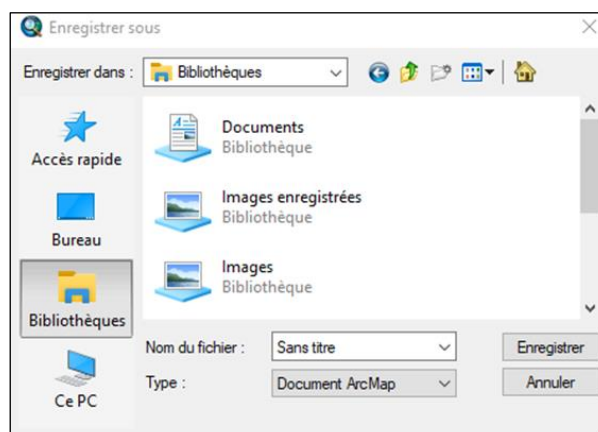 Enregistrer sous
Enregistrer dans : Bibliothèques
Accès rapide
Bureau
Bibliothèques
Ce PC
Documents
Bibliothèque
Images enregistrées
Bibliothèque
Images
Bibliothèque
Nom du fichier : Sans titre Enregistrer
Type : Document ArcMap Annuler